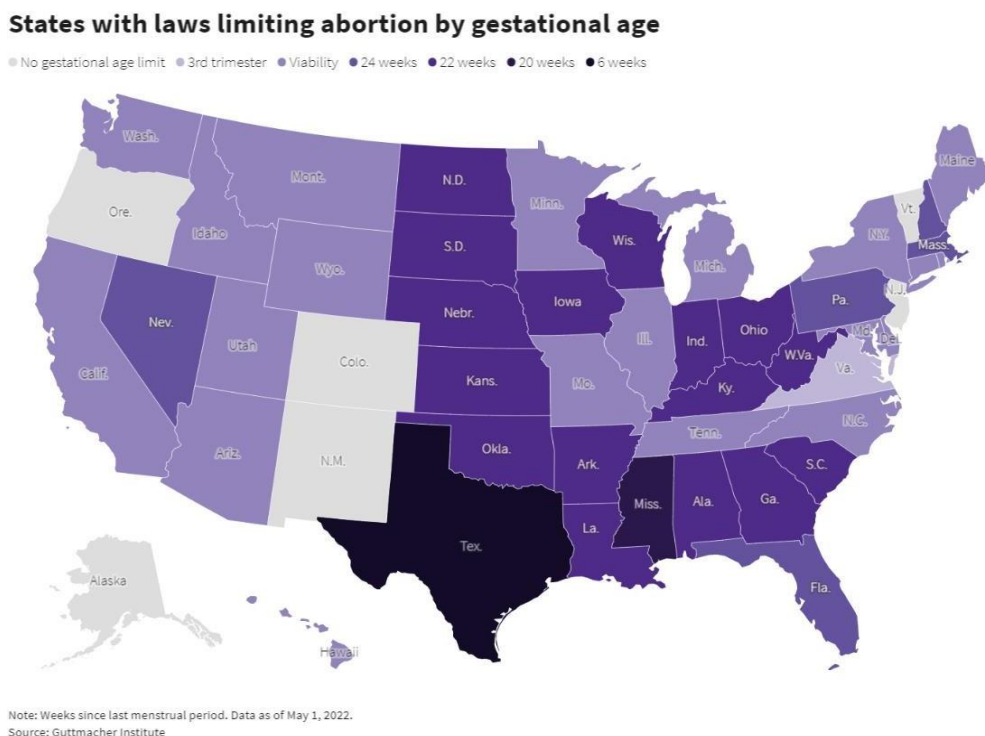 States with laws limiting abortion by gestational age
No gestational age limit 3rd trimester Viability 24 weeks 22 weeks 20 weeks 6 weeks
Wash.
Mont.
N.D.
Minn.
Maine
Ore.
Idaho
S.D.
Wis.
Mich.
N.Y.
Vt.
Mass.
Wyo.
Nebr.
Iowa
Pa.
N.J.
Nev.
Utah
Colo.
Ill.
Ind.
Ohio
Md.
Del.
Calif.
Kans.
Mo.
W.Va.
Va.
Ky.
Ariz.
N.M.
Okla.
Ark.
Tenn.
N.C.
S.C.
Tex.
La.
Miss.
Ala.
Ga.
Alaska
Hawaii
Fla.
Note: Weeks since last menstrual period. Data as of May 1, 2022.
Source: Guttmacher Institute